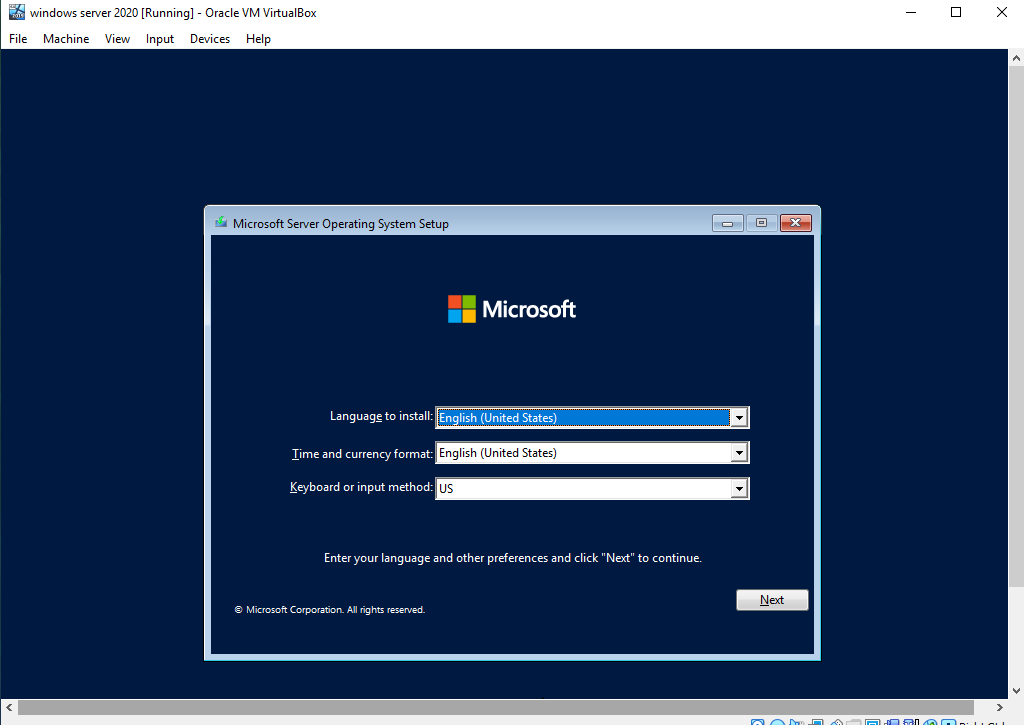 windows server 2020 [Running] - Oracle VM VirtualBox
File Machine View Input Devices Help
Microsoft Server Operating System Setup
Microsoft
Language to install: English (United States)
Time and currency format: English (United States)
Keyboard or input method: US
Enter your language and other preferences and click "Next" to continue.
Next
© Microsoft Corporation. All rights reserved.